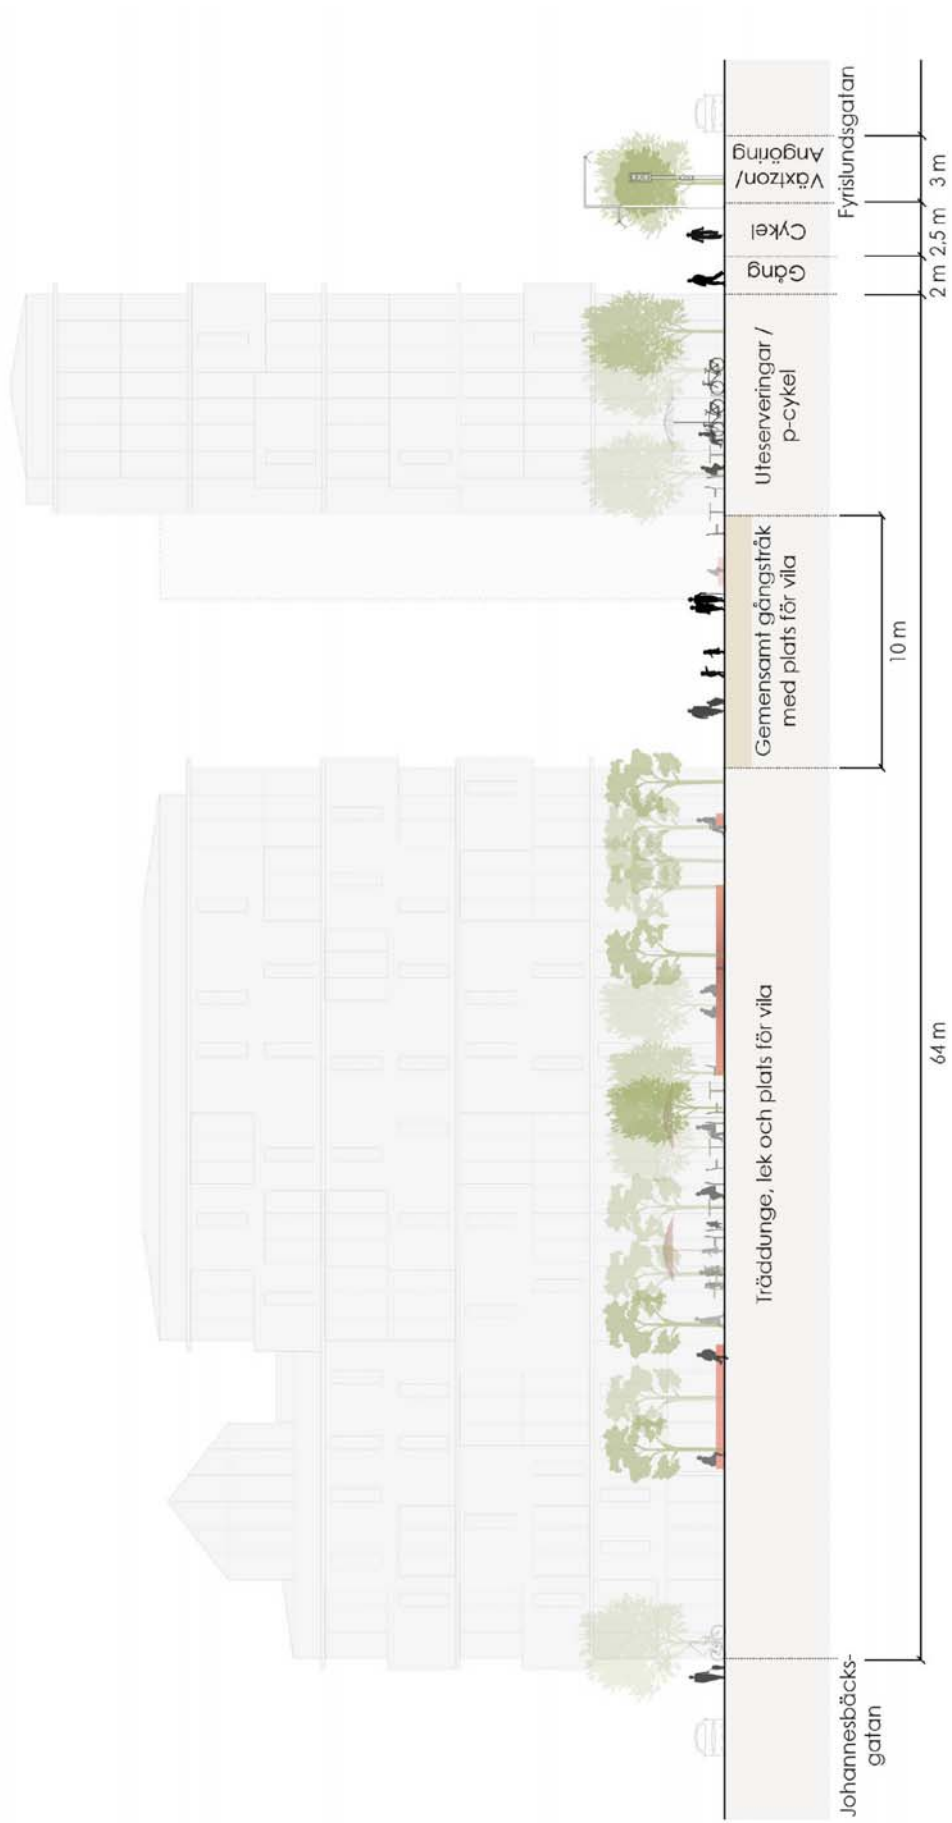 Johannesbäcks-
gatan
Träddunge, lek och plats för vila
Gemensamt gångstråk
med plats för vila
Uteserveringar /
p-cykel
Gång
Cykel
Växtzon/
Angöring
Fyrislundsgatan
10 m
64 m
2 m
2,5 m
3 m